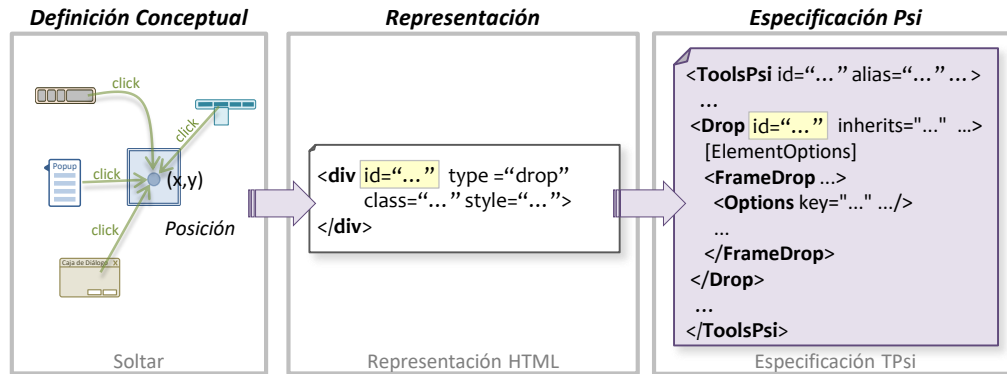 Definición Conceptual
click
click
Popup
click
(x,y)
click
Posición
Caja de Diálogo X
Soltar
Representación
<div id=“...” type =“drop”
class=“...” style=“...”>
</div>
Representación HTML
Especificación Psi
<ToolsPsi id=“...” alias=“...” ...>
...
<Drop id=“...” inherits="..." ...>
[ElementOptions]
<FrameDrop ...>
<Options key="..." .../>
...
</FrameDrop>
</Drop>
...
</ToolsPsi>
Especificación TPsi